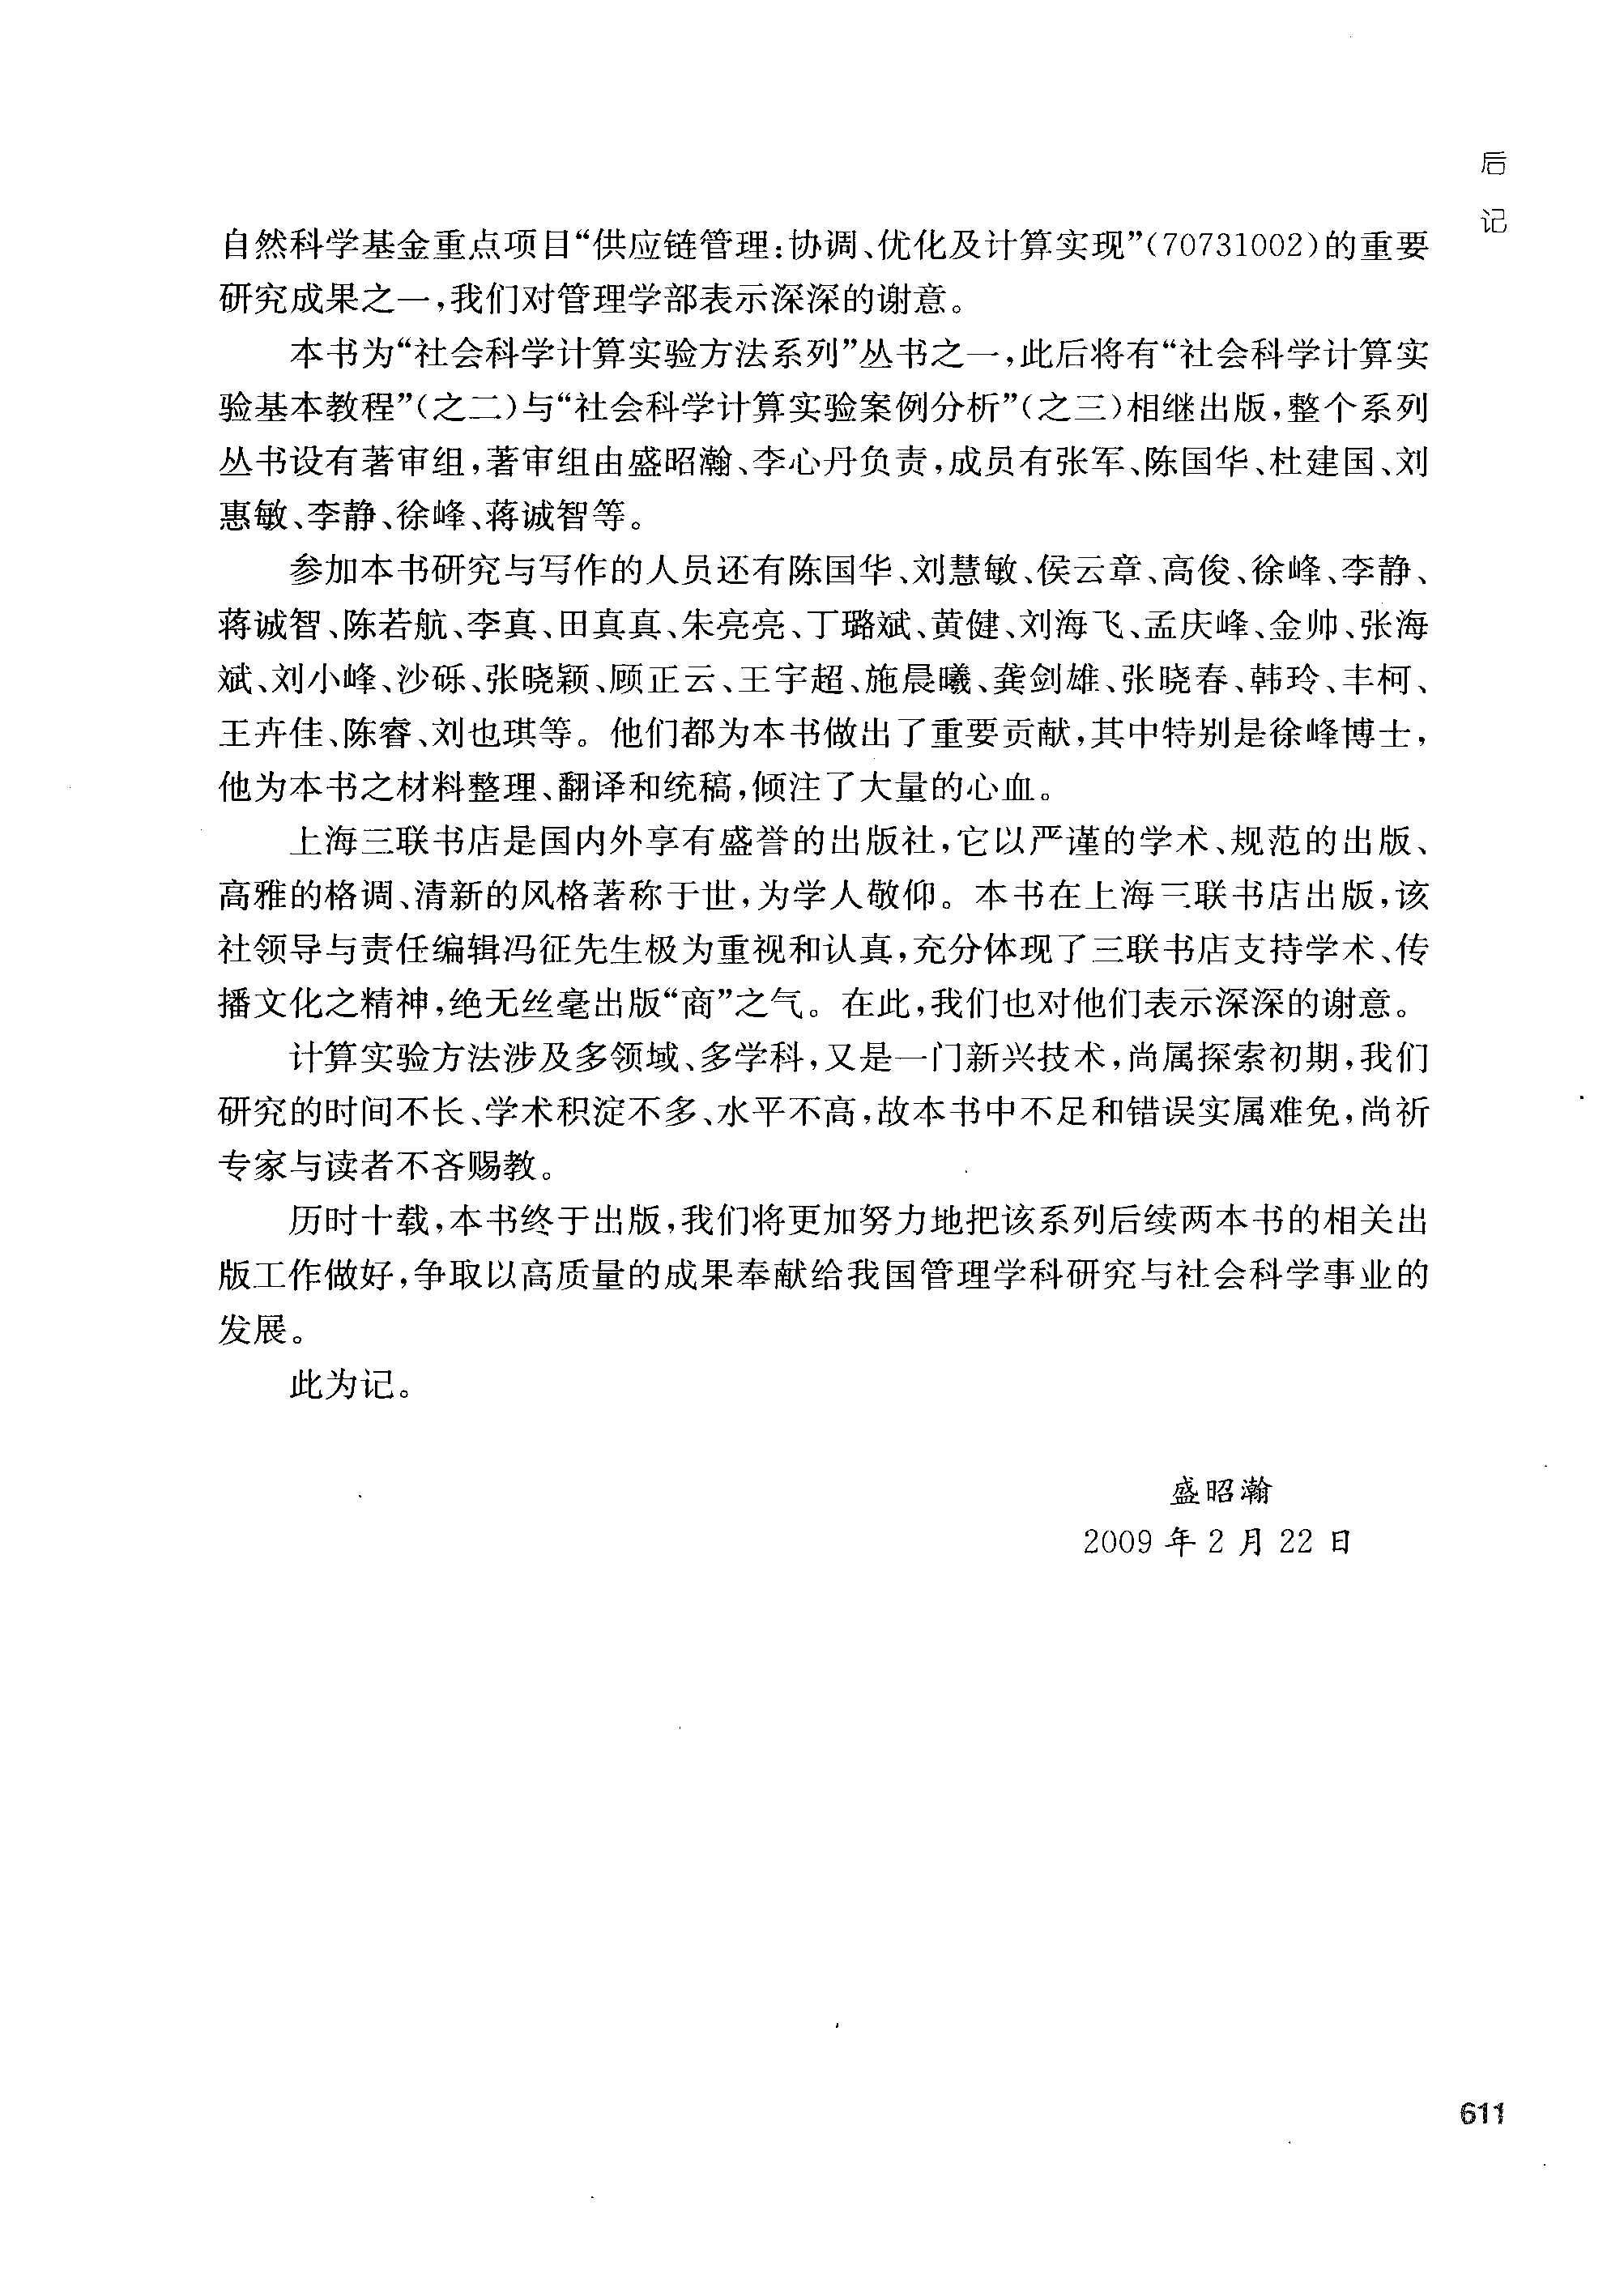 后
记
自然科学基金重点项目“供应链管理:协调、优化及计算实现”(70731002)的重要
研究成果之一,我们对管理学部表示深深的谢意。
本书为“社会科学计算实验方法系列”丛书之一,此后将有“社会科学计算实
验基本教程”(之二)与“社会科学计算实验案例分析”(之三)相继出版,整个系列
丛书设有著审组,著审组由盛昭瀚、李心丹负责,成员有张军、陈国华、杜建国、刘
惠敏、李静、徐峰、蒋诚智等。
参加本书研究与写作的人员还有陈国华、刘慧敏、侯云章、高俊、徐峰、李静、
蒋诚智、陈若航、李真、田真真、朱亮亮、丁璐斌、黄健、刘海飞、孟庆峰、金帅、张海
斌、刘小峰、沙砾、张晓颖、顾正云、王宇超、施晨曦、龚剑雄、张晓春、韩玲、丰柯、
王卉佳、陈睿、刘也琪等。他们都为本书做出了重要贡献,其中特别是徐峰博士,
他为本书之材料整理、翻译和统稿,倾注了大量的心血。
上海三联书店是国内外享有盛誉的出版社,它以严谨的学术、规范的出版、
高雅的格调、清新的风格著称于世,为学人敬仰。本书在上海三联书店出版,该
社领导与责任编辑冯征先生极为重视和认真,充分体现了三联书店支持学术、传
播文化之精神,绝无丝毫出版“商”之气。在此,我们也对他们表示深深的谢意。
计算实验方法涉及多领域、多学科,又是一门新兴技术,尚属探索初期,我们
研究的时间不长、学术积淀不多、水平不高,故本书中不足和错误实属难免,尚祈
专家与读者不吝赐教。
历时十载,本书终于出版,我们将更加努力地把该系列后续两本书的相关出
版工作做好,争取以高质量的成果奉献给我国管理学科研究与社会科学事业的
发展。
此为记。
盛昭瀚
2009 年 2 月 22 日
611